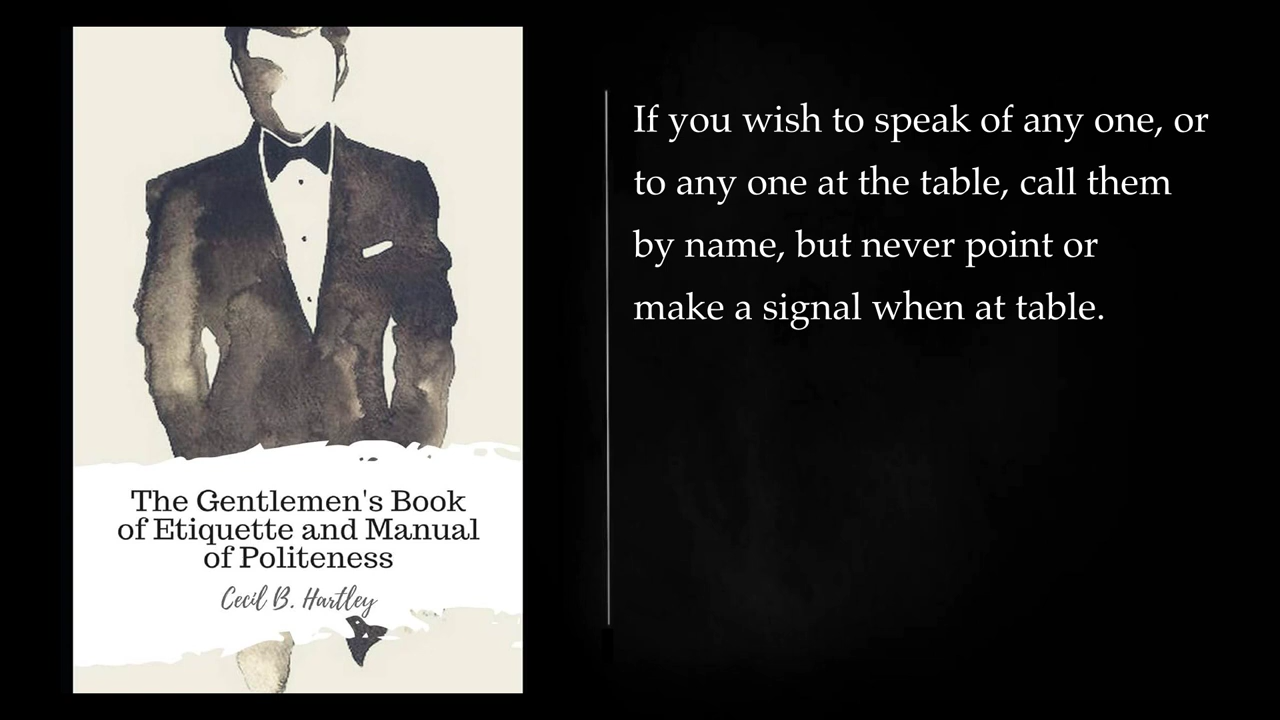 The Gentlemen's Book
of Etiquette and Manual
of Politeness
Cecil B. Hartley
If you wish to speak of any one, or
to any one at the table, call them
by name, but never point or
make a signal when at table.